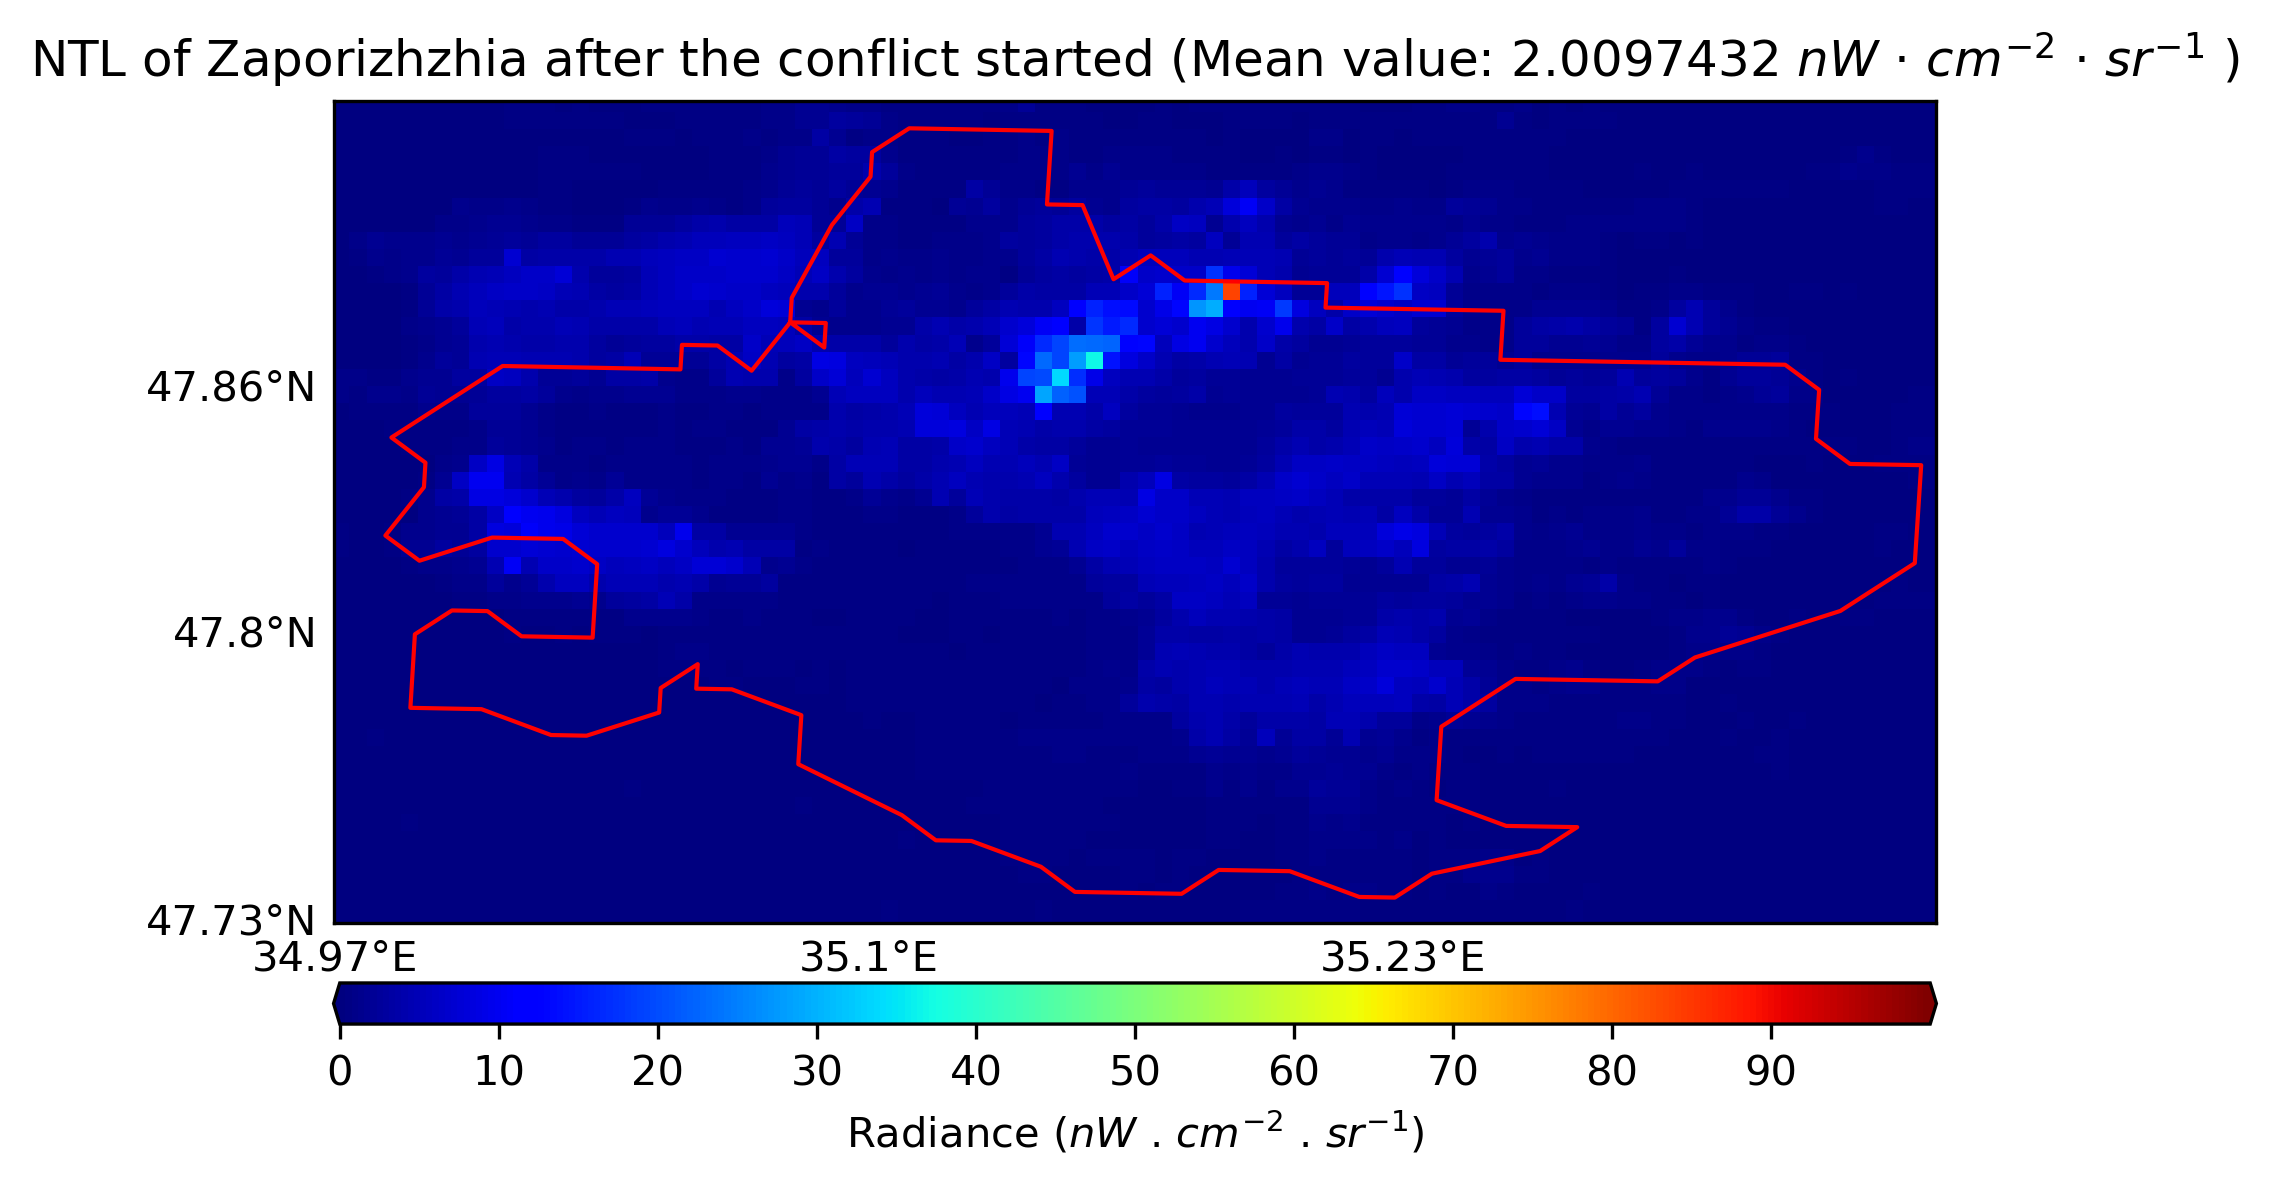 NTL of Zaporizhzhia after the conflict started (Mean value: 2.0097432 nW · cm⁻² · sr⁻¹ )
47.86°N
47.8°N
47.73°N
34.97°E 35.1°E 35.23°E
0 10 20 30 40 50 60 70 80 90
Radiance (nW . cm⁻² . sr⁻¹)